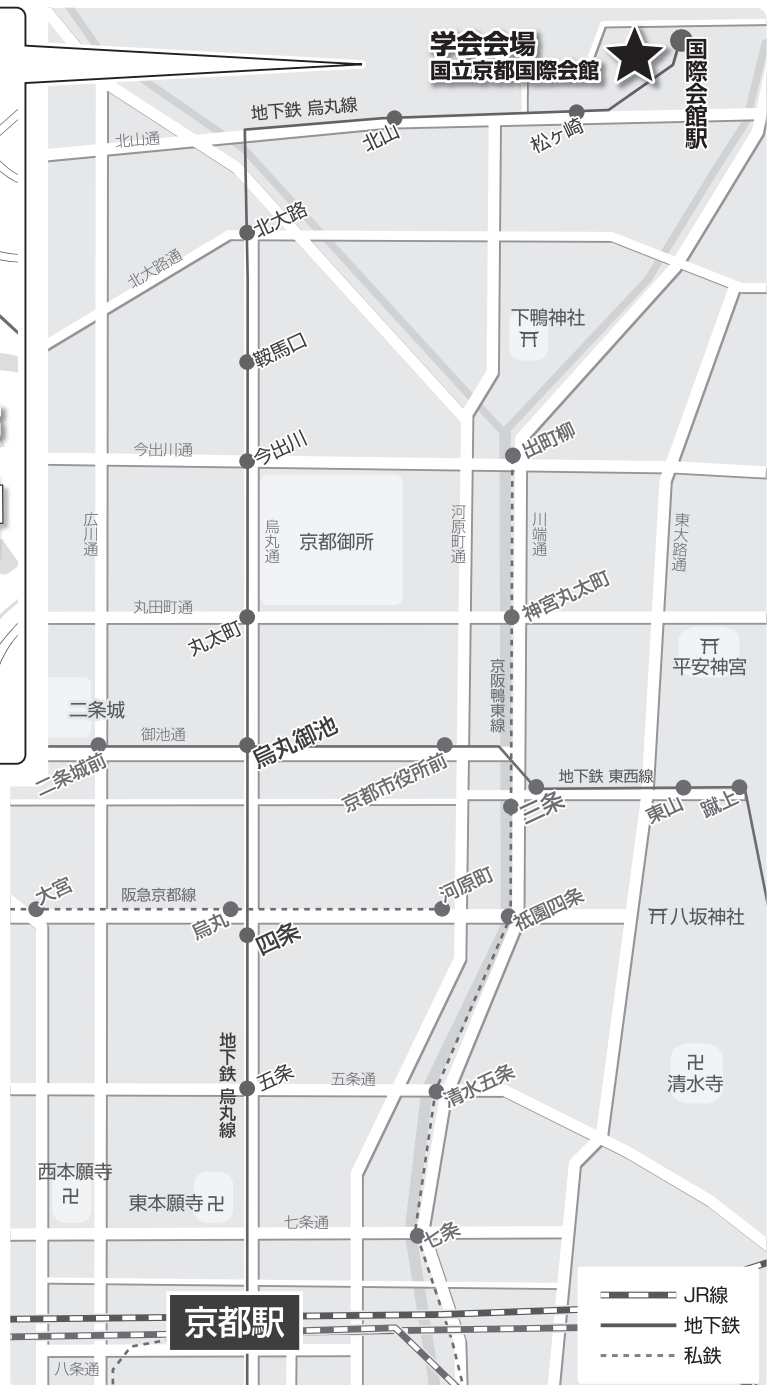 学会会場
国立京都国際会館
国際会館駅
地下鉄 烏丸線
北山
松ヶ崎
北山通
北大路
北大路通
下鴨神社
鞍馬口
今出川通
今出川
出町柳
広川通
烏丸通
京都御所
河原町通
川端通
東大路通
丸田町通
丸太町
神宮丸太町
平安神宮
京阪鴨東線
二条城
御池通
烏丸御池
二条城前
京都市役所前
地下鉄 東西線
三条
東山
蹴上
大宮
阪急京都線
烏丸
河原町
祇園四条
八坂神社
四条
地下鉄 烏丸線
五条
五条通
清水五条
卍
清水寺
西本願寺
卍
東本願寺 卍
七条通
七条
京都駅
八条通
JR線
地下鉄
私鉄